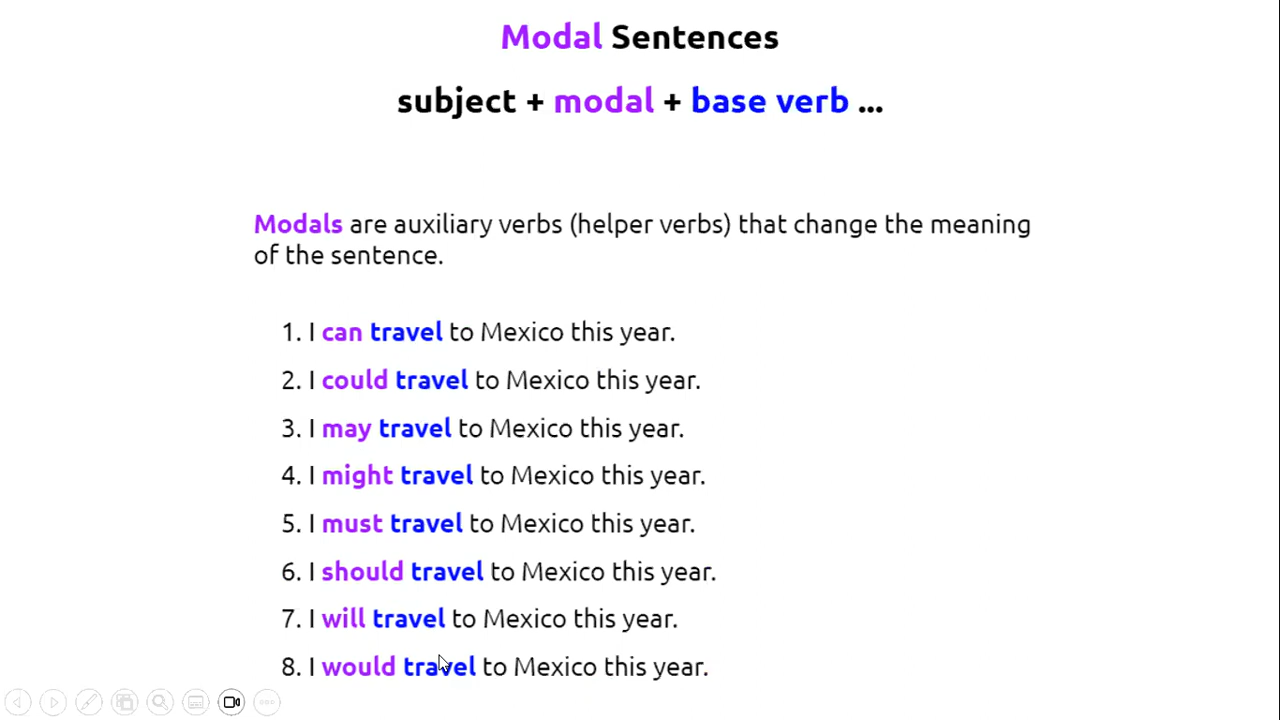 Modal Sentences
subject + modal + base verb ...
Modals are auxiliary verbs (helper verbs) that change the meaning
of the sentence.
1. I can travel to Mexico this year.
2. I could travel to Mexico this year.
3. I may travel to Mexico this year.
4. I might travel to Mexico this year.
5. I must travel to Mexico this year.
6. I should travel to Mexico this year.
7. I will travel to Mexico this year.
8. I would travel to Mexico this year.